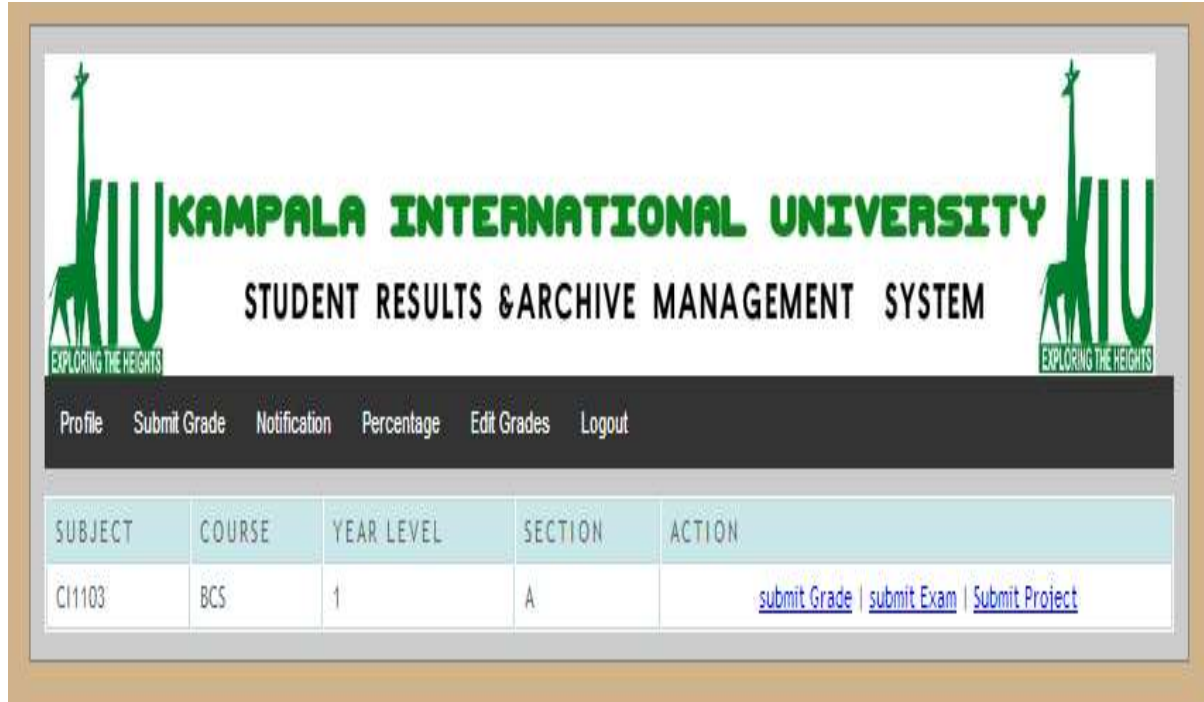 KIU
EXPLORING THE HEIGHTS
KAMPALA INTERNATIONAL UNIVERSITY
STUDENT RESULTS &ARCHIVE MANAGEMENT SYSTEM
KIU
EXPLORING THE HEIGHTS
Profile Submit Grade Notification Percentage Edit Grades Logout
SUBJECT COURSE YEAR LEVEL SECTION ACTION
CI1103 BCS 1 A submit Grade | submit Exam | Submit Project